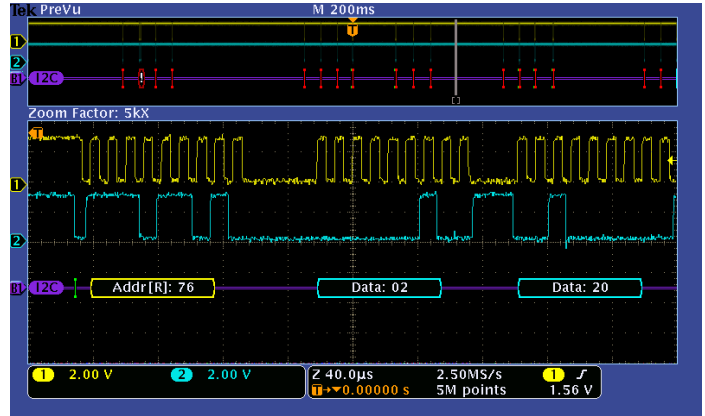 Tek PreVu M 200ms
T
1
2
B1 I2C !
[]
Zoom Factor: 5kX
T
1
2
B1 I2C Addr[R]: 76 Data: 02 Data: 20
1 2.00 V 2 2.00 V Z 40.0µs 2.50MS/s 1
T→▼0.00000 s 5M points 1.56 V